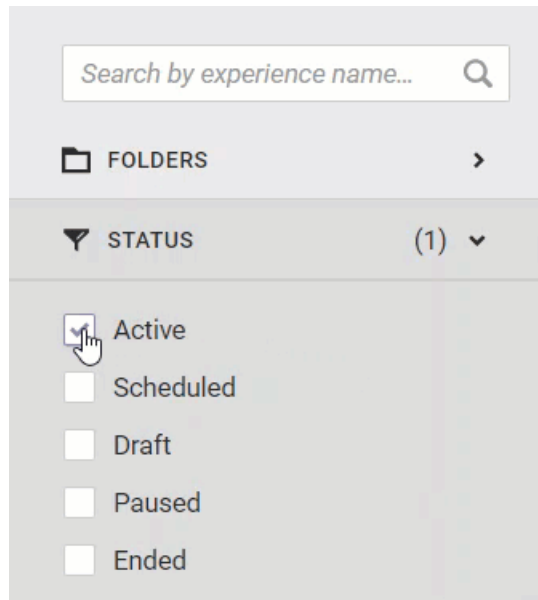 Search by experience name...
FOLDERS
STATUS (1)
Active
Scheduled
Draft
Paused
Ended